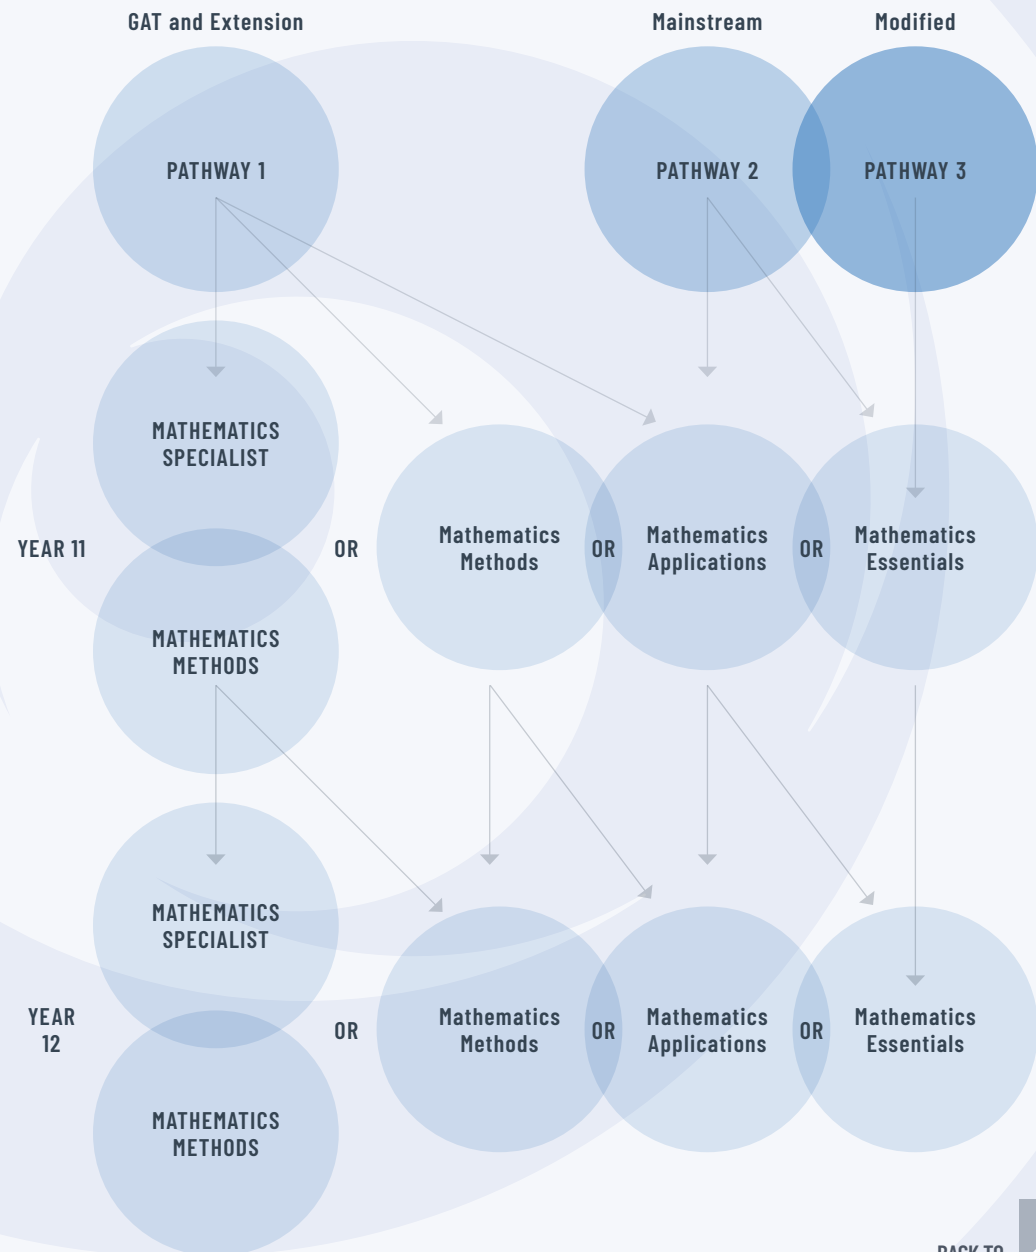 GAT and Extension
Mainstream
Modified
PATHWAY 1
PATHWAY 2
PATHWAY 3
MATHEMATICS
SPECIALIST
YEAR 11
MATHEMATICS
METHODS
OR
Mathematics
Methods
OR
Mathematics
Applications
OR
Mathematics
Essentials
MATHEMATICS
SPECIALIST
YEAR
12
MATHEMATICS
METHODS
OR
Mathematics
Methods
OR
Mathematics
Applications
OR
Mathematics
Essentials
BACK TO